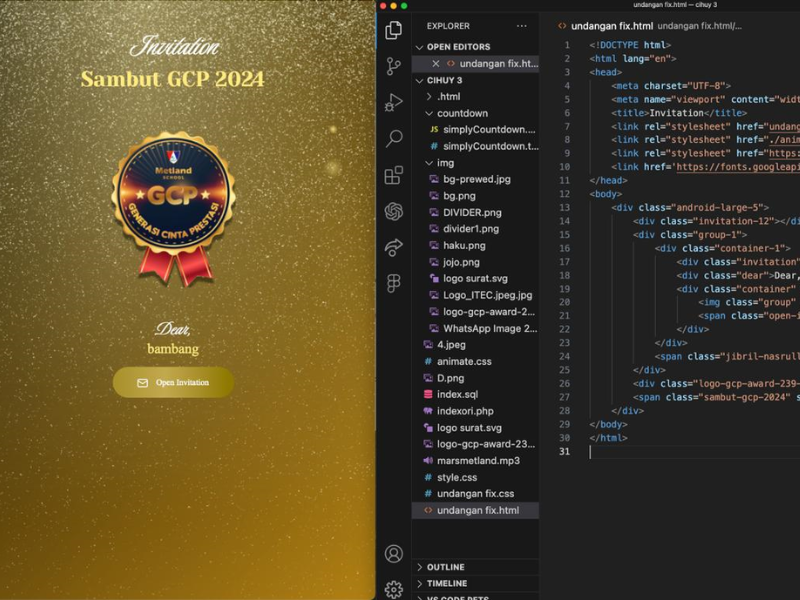 Invitation
Sambut GCP 2024
Metland
SCHOOL
GCP
GENERASI CINTA PRESTASI
Dear,
bambang
Open Invitation
undangan fix.html — cihuy 3
EXPLORER
OPEN EDITORS
undangan fix.ht...
CIHUY 3
.html
countdown
JS simplyCountdown....
# simplyCountdown.t...
img
bg-prewed.jpg
bg.png
DIVIDER.png
divider1.png
haku.png
jojo.png
logo surat.svg
Logo_ITEC.jpeg.jpg
logo-gcp-award-2...
WhatsApp Image 2...
4.jpeg
# animate.css
D.png
index.sql
indexori.php
logo surat.svg
logo-gcp-award-23...
marsmetland.mp3
# style.css
# undangan fix.css
<> undangan fix.html
OUTLINE
TIMELINE
VS CODE PETS
<> undangan fix.html undangan fix.html/...
1 <!DOCTYPE html>
2 <html lang="en">
3 <head>
4 <meta charset="UTF-8">
5 <meta name="viewport" content="widt
6 <title>Invitation</title>
7 <link rel="stylesheet" href="undang
8 <link rel="stylesheet" href="./anim
9 <link rel="stylesheet" href="https:
10 <link href='https://fonts.googleapi
11 </head>
12 <body>
13 <div class="android-large-5">
14 <div class="invitation-12"></di
15 <div class="group-1">
16 <div class="container-1">
17 <div class="invitation"
18 <div class="dear">Dear,
19 <div class="container"
20 <img class="group"
21 <span class="open-i
22 </div>
23 </div>
24 <span class="jibril-nasrull
25 </div>
26 <div class="logo-gcp-award-239-
27 <span class="sambut-gcp-2024" s
28 </div>
29 </body>
30 </html>
31